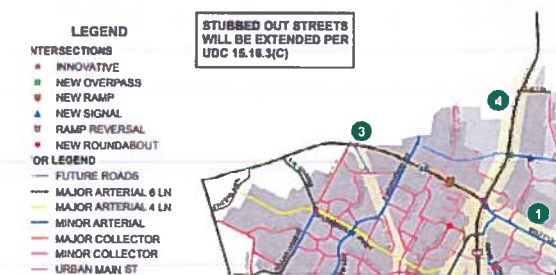 LEGEND
STUBBED OUT STREETS
WILL BE EXTENDED PER
UDC 15.16.3(C)
NTERSECTIONS
INNOVATIVE
NEW OVERPASS
NEW RAMP
NEW SIGNAL
RAMP REVERSAL
NEW ROUNDABOUT
OR LEGEND
FUTURE ROADS
MAJOR ARTERIAL 6 LN
MAJOR ARTERIAL 4 LN
MINOR ARTERIAL
MAJOR COLLECTOR
MINOR COLLECTOR
URBAN MAIN ST
4
3
1